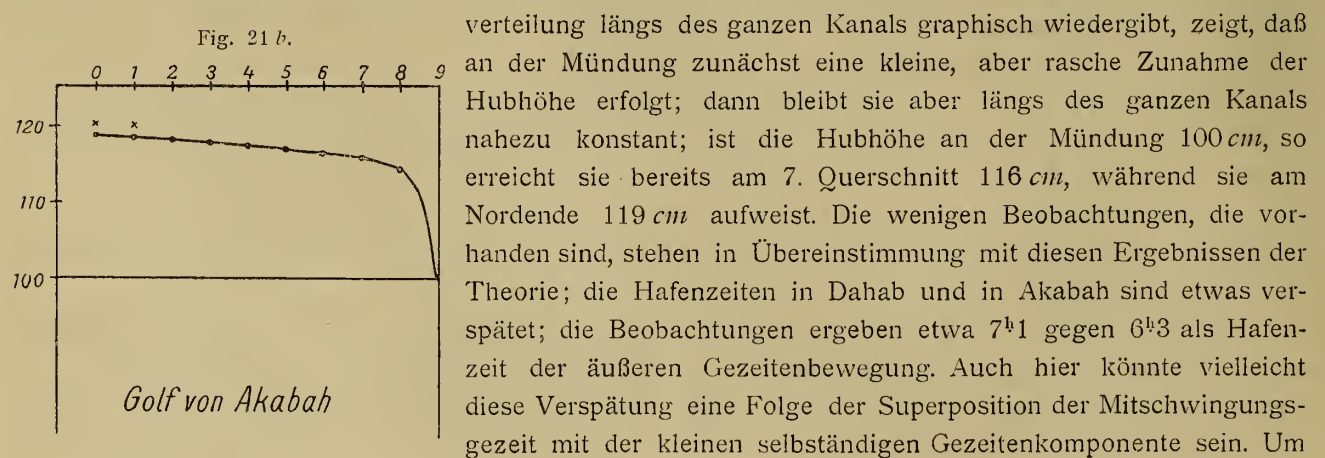 Fig. 21 b.
0 1 2 3 4 5 6 7 8 9
120
110
100
Golf von Akabah
verteilung längs des ganzen Kanals graphisch wiedergibt, zeigt, daß
an der Mündung zunächst eine kleine, aber rasche Zunahme der
Hubhöhe erfolgt; dann bleibt sie aber längs des ganzen Kanals
nahezu konstant; ist die Hubhöhe an der Mündung 100 cm, so
erreicht sie bereits am 7. Querschnitt 116 cm, während sie am
Nordende 119 cm aufweist. Die wenigen Beobachtungen, die vor-
handen sind, stehen in Übereinstimmung mit diesen Ergebnissen der
Theorie; die Hafenzeiten in Dahab und in Akabah sind etwas ver-
spätet; die Beobachtungen ergeben etwa 7ʰ1 gegen 6ʰ3 als Hafen-
zeit der äußeren Gezeitenbewegung. Auch hier könnte vielleicht
diese Verspätung eine Folge der Superposition der Mitschwingungs-
gezeit mit der kleinen selbständigen Gezeitenkomponente sein. Um